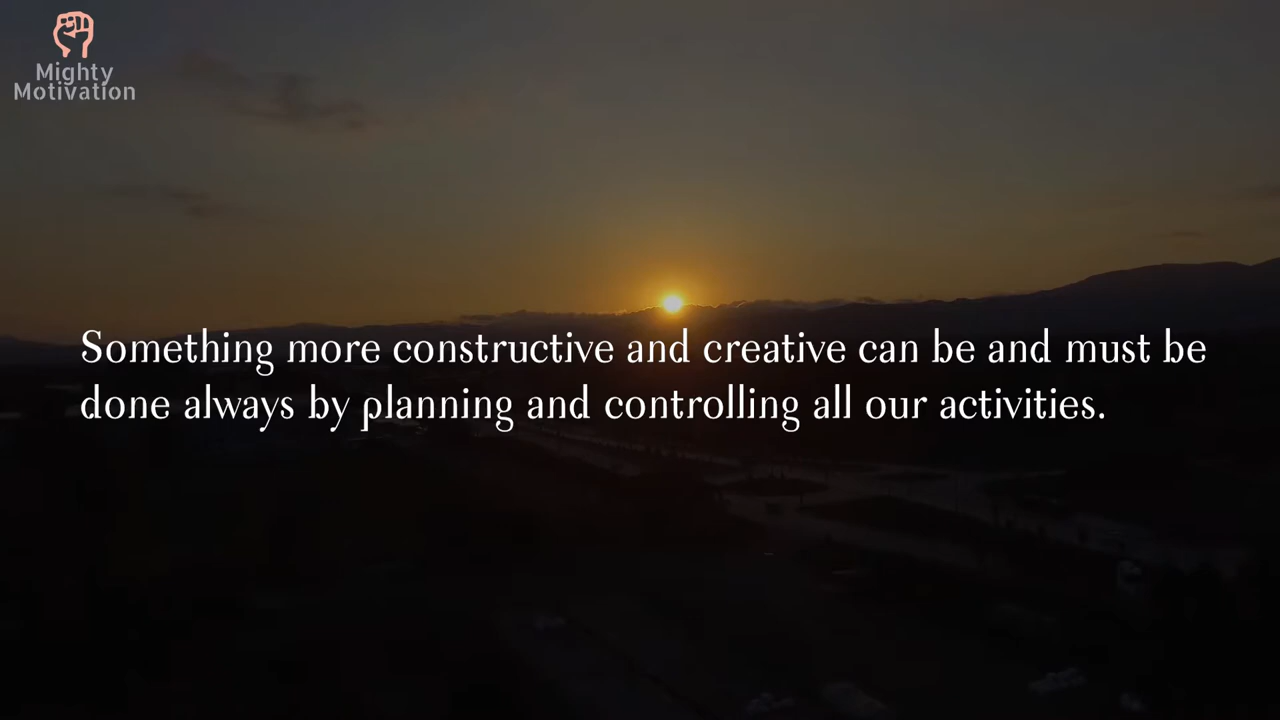 Mighty
Motivation
Something more constructive and creative can be and must be
done always by planning and controlling all our activities.